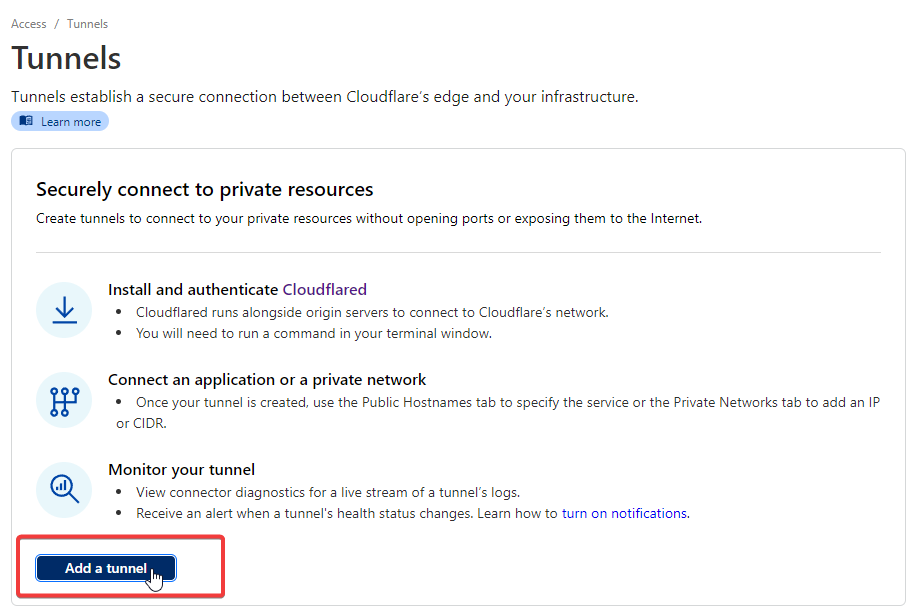 Access / Tunnels
Tunnels
Tunnels establish a secure connection between Cloudflare’s edge and your infrastructure.
Learn more
Securely connect to private resources
Create tunnels to connect to your private resources without opening ports or exposing them to the Internet.
Install and authenticate Cloudflared
• Cloudflared runs alongside origin servers to connect to Cloudflare’s network.
• You will need to run a command in your terminal window.
Connect an application or a private network
• Once your tunnel is created, use the Public Hostnames tab to specify the service or the Private Networks tab to add an IP
or CIDR.
Monitor your tunnel
• View connector diagnostics for a live stream of a tunnel’s logs.
• Receive an alert when a tunnel's health status changes. Learn how to turn on notifications.
Add a tunnel